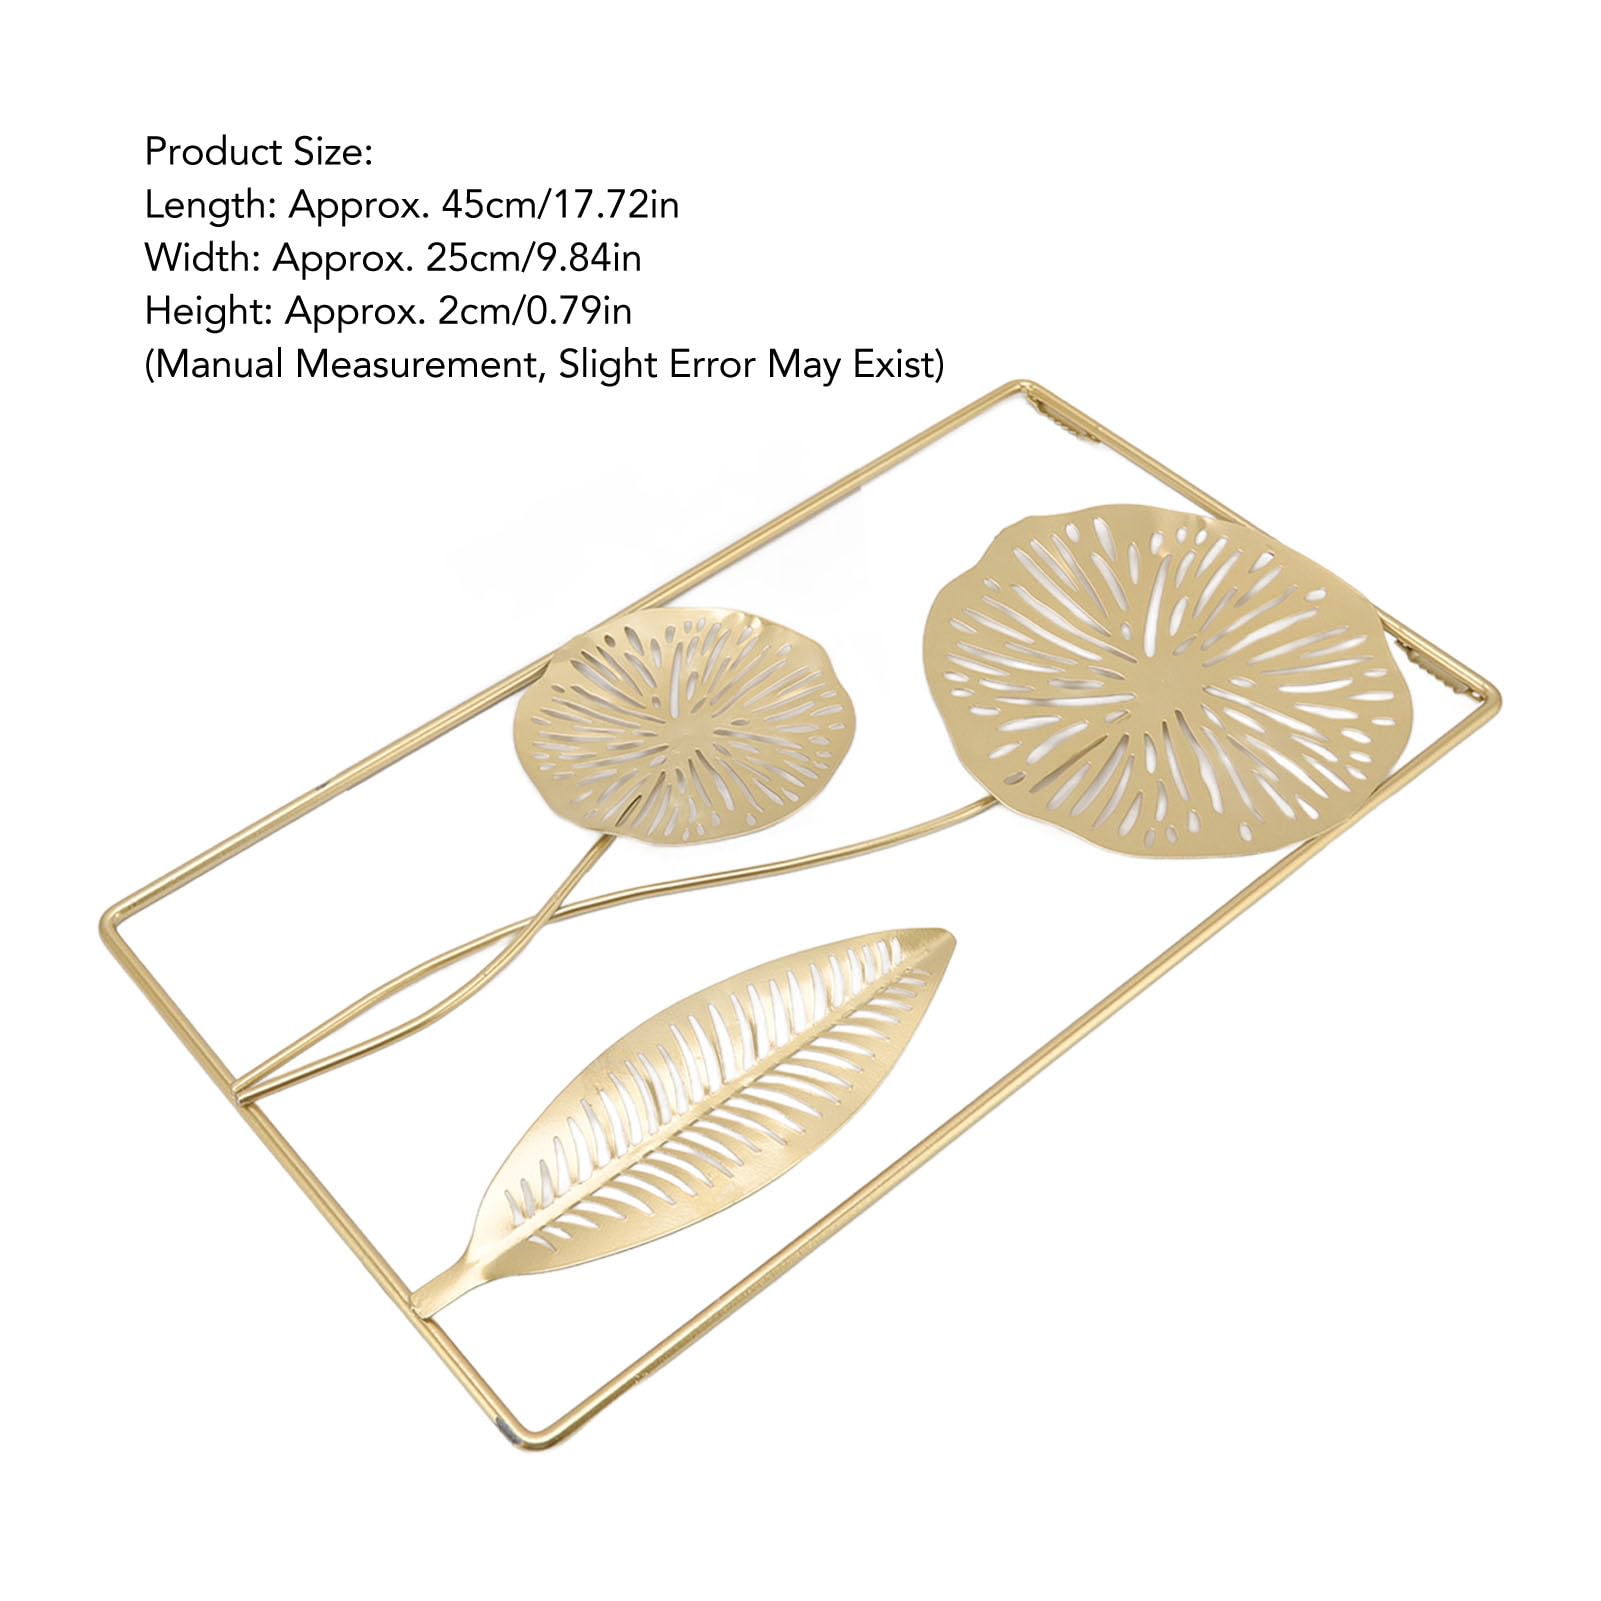 Product Size:
Length: Approx. 45cm/17.72in
Width: Approx. 25cm/9.84in
Height: Approx. 2cm/0.79in
(Manual Measurement, Slight Error May Exist)